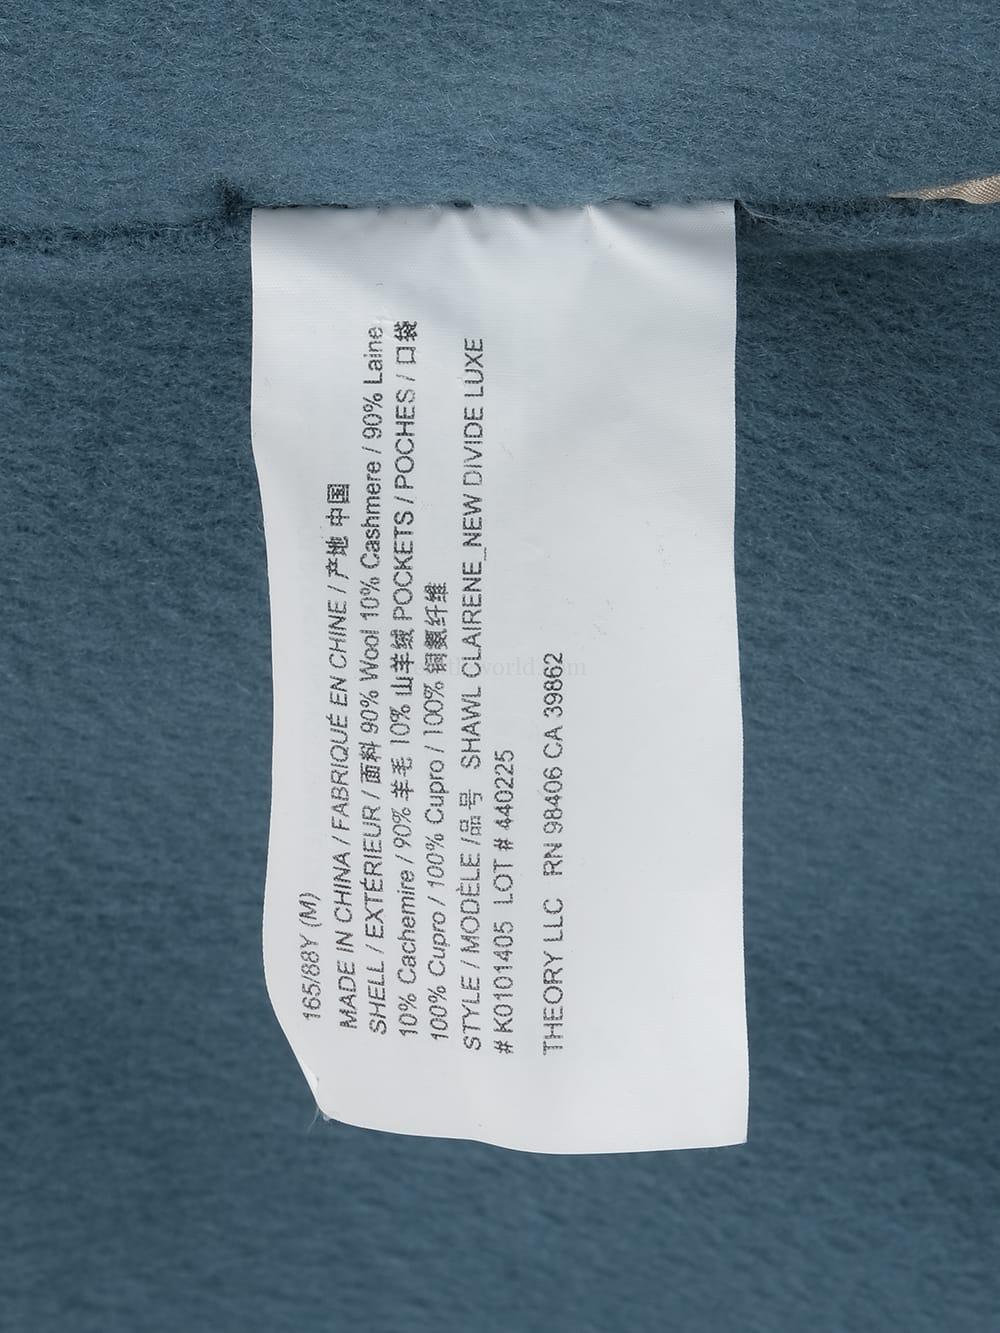 165/88Y (M)
MADE IN CHINA / FABRIQUÉ EN CHINE / 产地 中国
SHELL / EXTÉRIEUR / 面料 90% Wool 10% Cashmere / 90% Laine
10% Cachemire / 90% 羊毛 10% 山羊绒 POCKETS / POCHES / 口袋
100% Cupro / 100% Cupro / 100% 铜氨纤维
STYLE / MODÈLE /品号 SHAWL CLAIRENE_NEW DIVIDE LUXE
# K0101405 LOT # 440225
THEORY LLC RN 98406 CA 39862